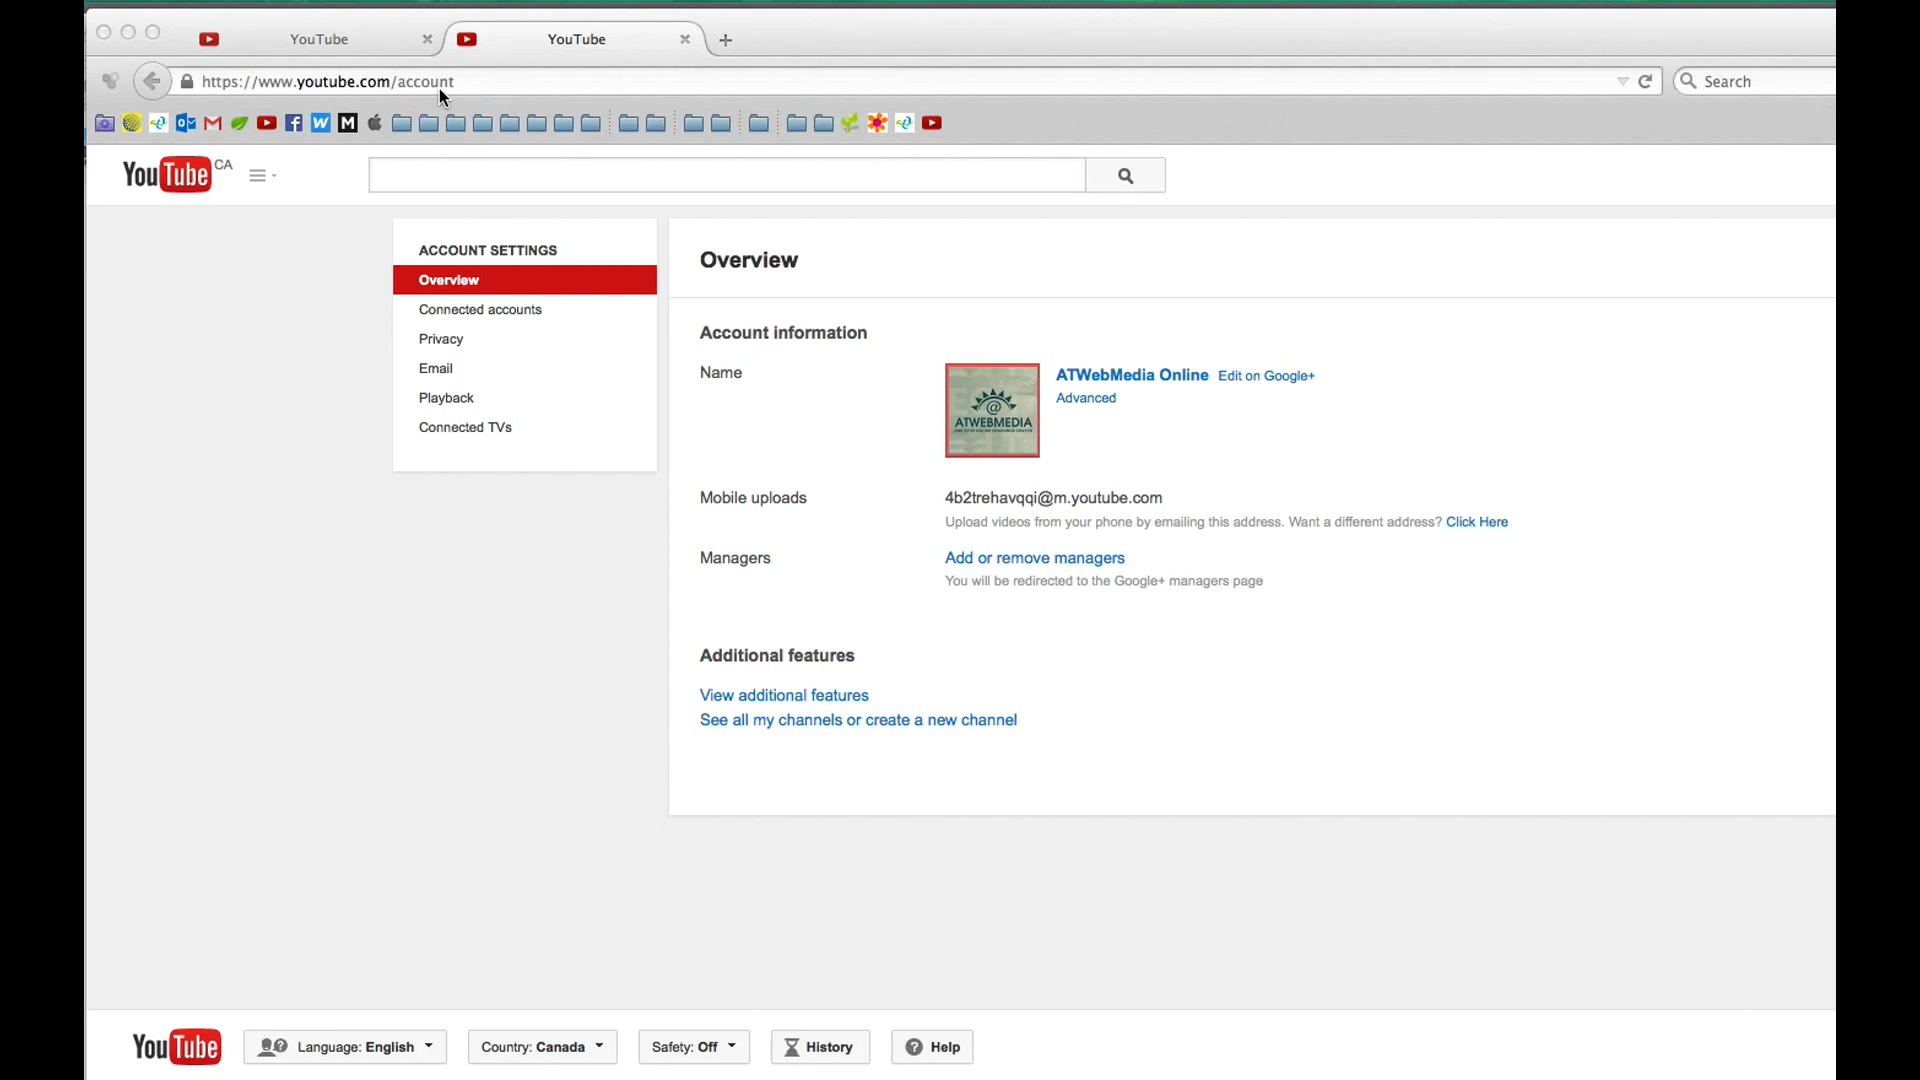 YouTube
YouTube
https://www.youtube.com/account
Search
YouTube CA
ACCOUNT SETTINGS
Overview
Connected accounts
Privacy
Email
Playback
Connected TVs
Overview
Account information
Name
@
ATWEBMEDIA
ATWebMedia Online Edit on Google+
Advanced
Mobile uploads
4b2trehavqqi@m.youtube.com
Upload videos from your phone by emailing this address. Want a different address? Click Here
Managers
Add or remove managers
You will be redirected to the Google+ managers page
Additional features
View additional features
See all my channels or create a new channel
YouTube
Language: English
Country: Canada
Safety: Off
History
Help